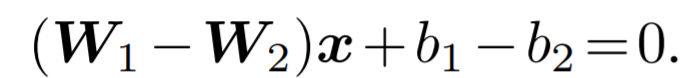 (𝑾₁ − 𝑾₂)𝒙 + b₁ − b₂ = 0.